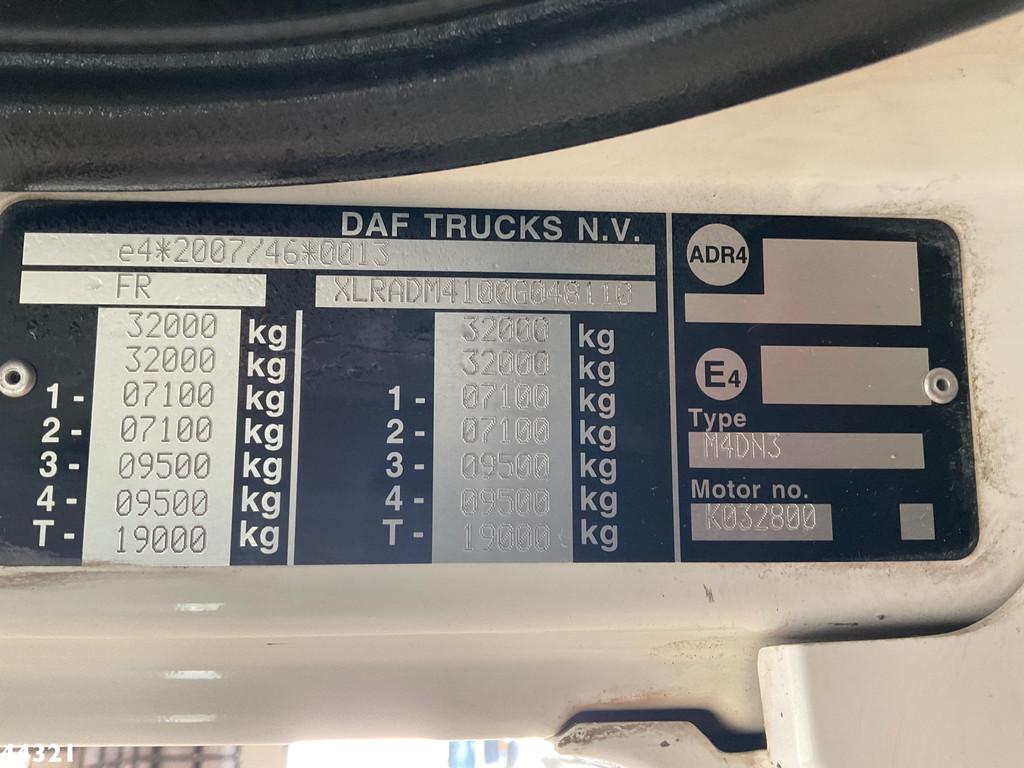 DAF TRUCKS N.V.
e4*2007/46*0013
FR XLRADM4100G048110
32000 kg 32000 kg
32000 kg 32000 kg
1 - 07100 kg 1 - 07100 kg
2 - 07100 kg 2 - 07100 kg
3 - 09500 kg 3 - 09500 kg
4 - 09500 kg 4 - 09500 kg
T - 19000 kg T - 19000 kg
ADR4
E4
Type
M4DN3
Motor no.
K032800
44321